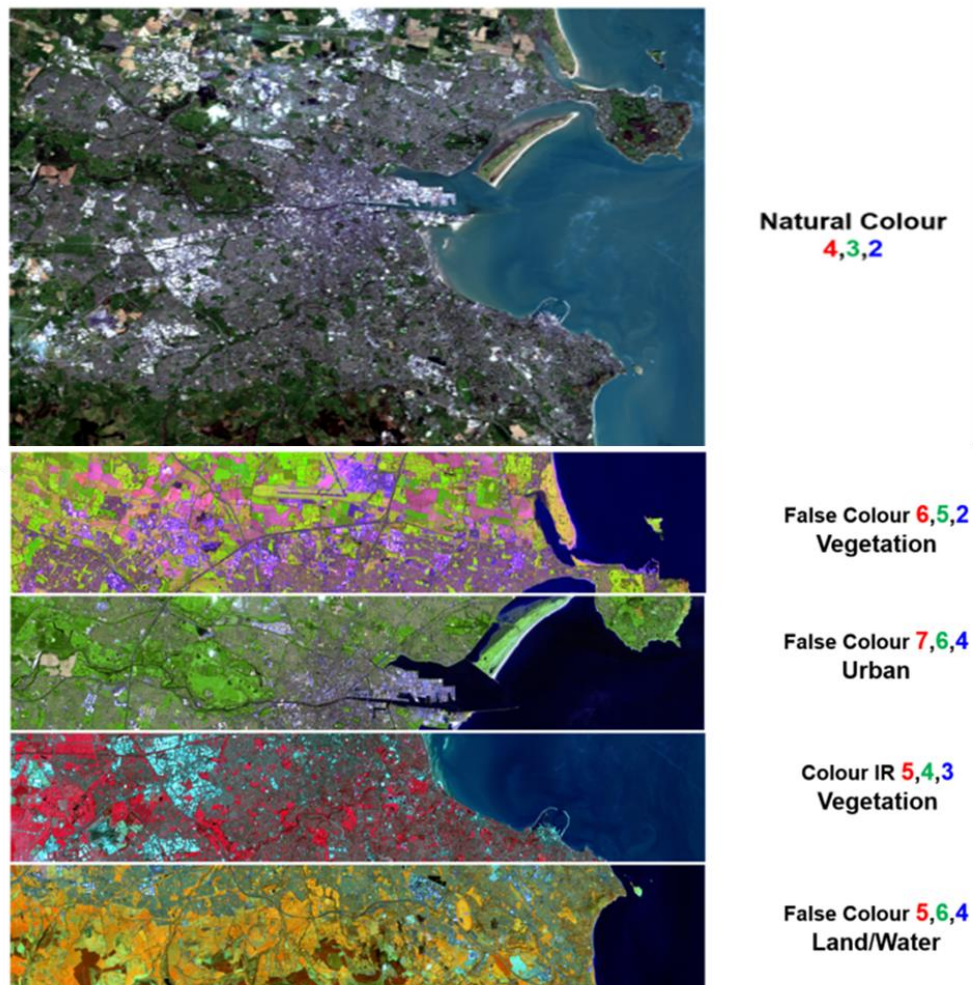 Natural Colour
4,3,2
False Colour 6,5,2
Vegetation
False Colour 7,6,4
Urban
Colour IR 5,4,3
Vegetation
False Colour 5,6,4
Land/Water